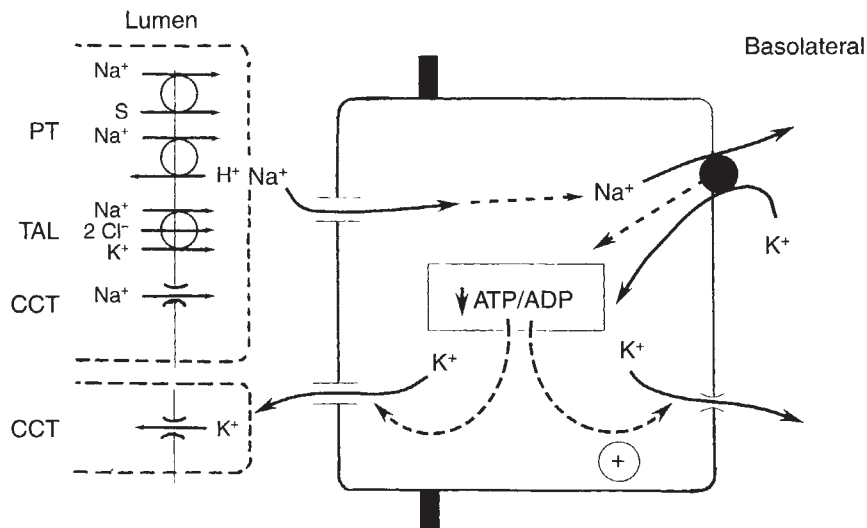 Lumen
Basolateral
Na⁺
S
PT
Na⁺
H⁺ Na⁺
Na⁺
Na⁺
TAL
2 Cl⁻
K⁺
K⁺
CCT
Na⁺
ATP/ADP
K⁺
K⁺
CCT
K⁺
+